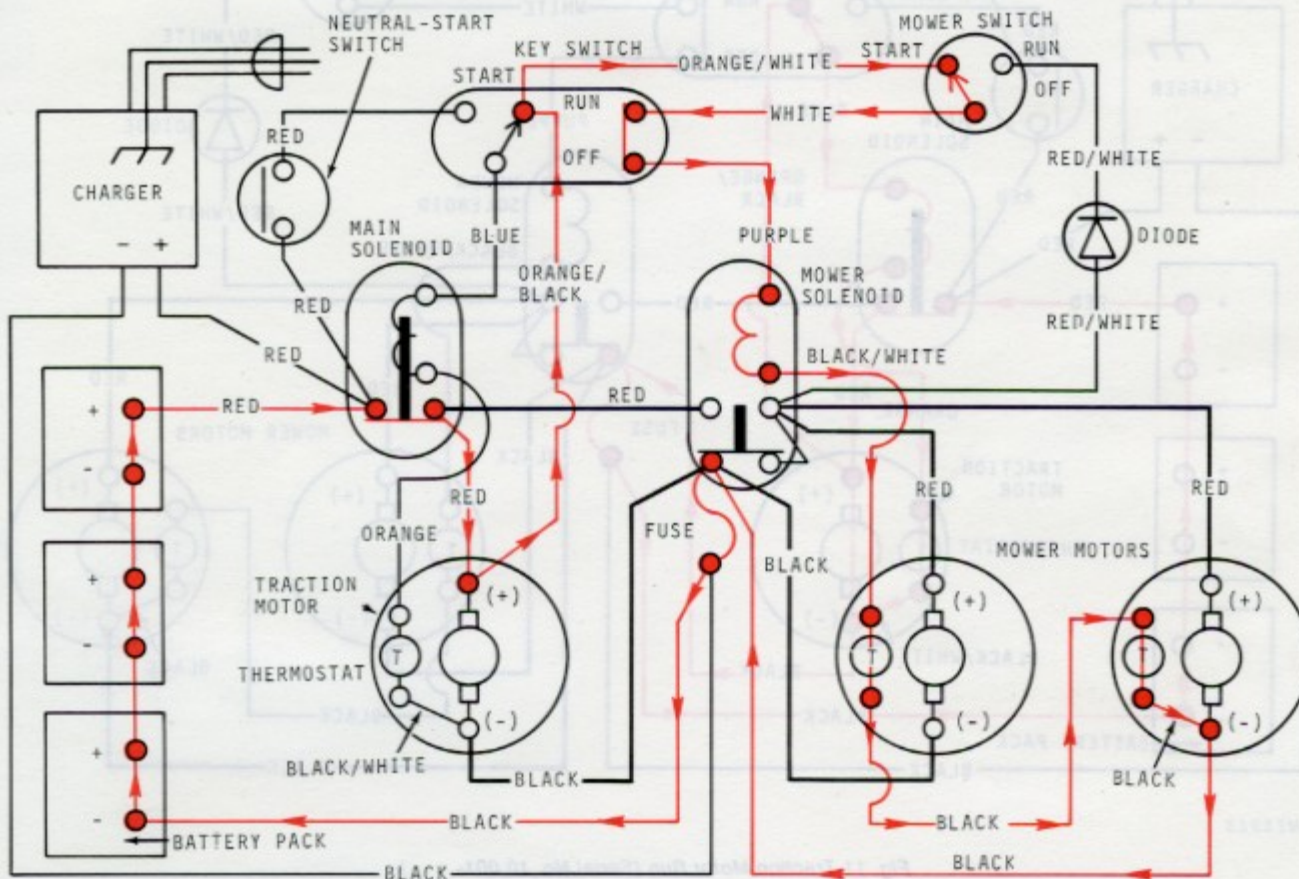 NEUTRAL-START
SWITCH
KEY SWITCH
START
RUN
OFF
ORANGE/WHITE
WHITE
MOWER SWITCH
START
RUN
OFF
RED
CHARGER
- +
MAIN
SOLENOID
BLUE
ORANGE/
BLACK
PURPLE
MOWER
SOLENOID
RED/WHITE
DIODE
RED/WHITE
RED
RED
BLACK/WHITE
+
RED
RED
-
RED
ORANGE
FUSE
BLACK
RED
RED
MOWER MOTORS
+
-
TRACTION
MOTOR
(+)
(+)
(+)
THERMOSTAT
T
T
T
(-)
(-)
(-)
BLACK/WHITE
BLACK
BLACK
+
-
BATTERY PACK
BLACK
BLACK
BLACK
BLACK